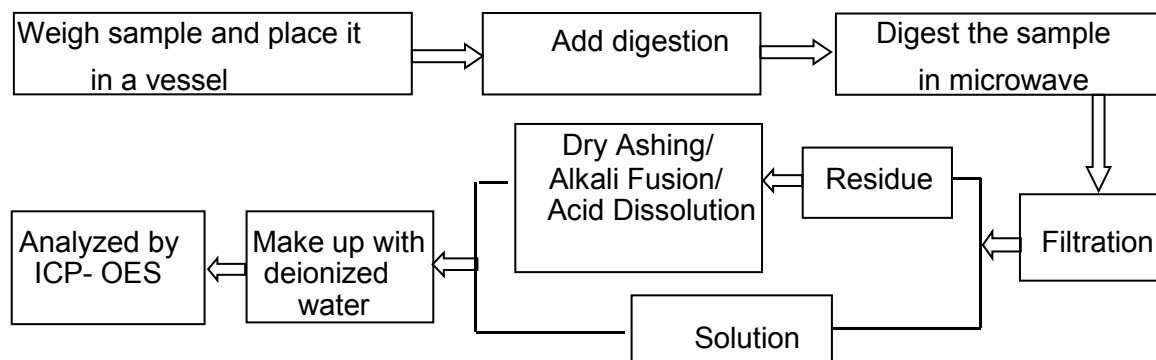 Weigh sample and place it
in a vessel
Add digestion
Digest the sample
in microwave
Filtration
Residue
Dry Ashing/
Alkali Fusion/
Acid Dissolution
Solution
Make up with
deionized
water
Analyzed by
ICP- OES